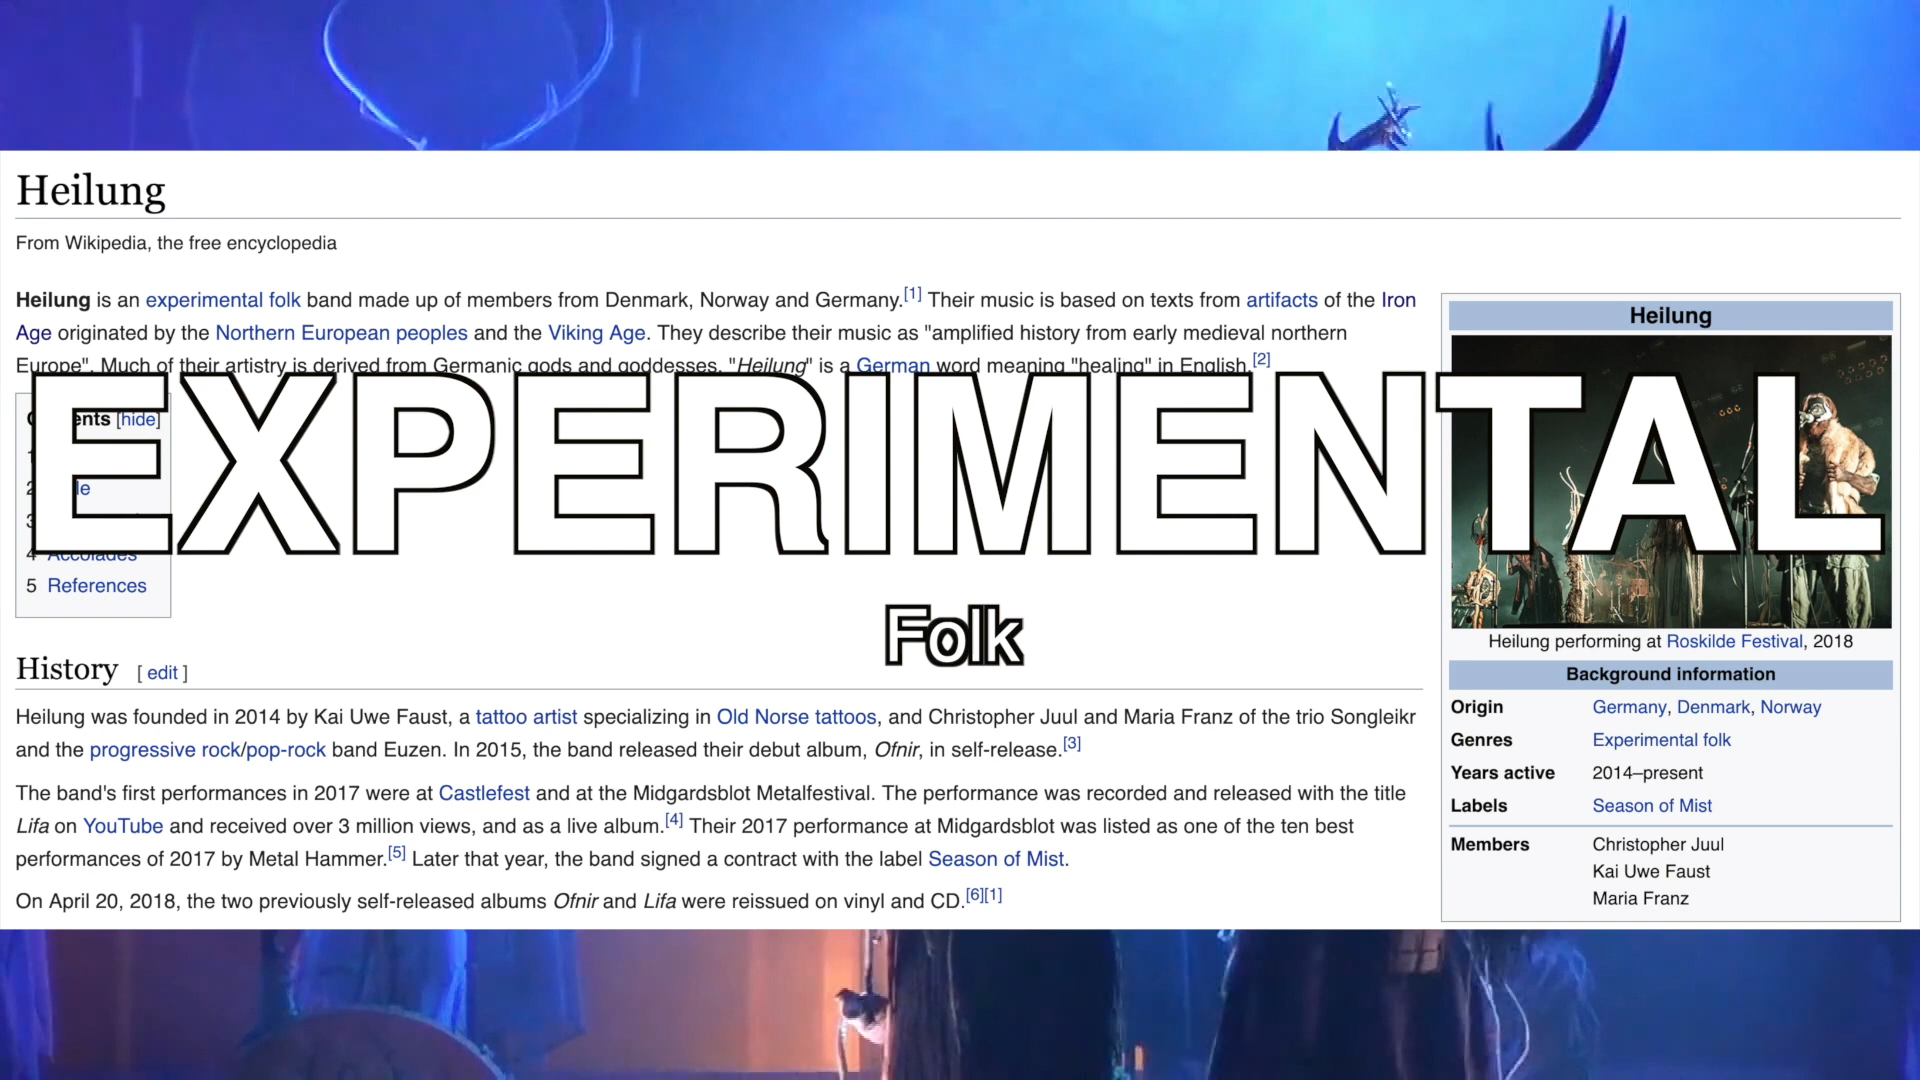 Heilung
From Wikipedia, the free encyclopedia
Heilung is an experimental folk band made up of members from Denmark, Norway and Germany.[1] Their music is based on texts from artifacts of the Iron
Age originated by the Northern European peoples and the Viking Age. They describe their music as "amplified history from early medieval northern
Europe". Much of their artistry is derived from Germanic gods and goddesses. "Heilung" is a German word meaning "healing" in English.[2]
[hide]
4 Accolades
5 References
EXPERIMENTAL
Folk
History [ edit ]
Heilung was founded in 2014 by Kai Uwe Faust, a tattoo artist specializing in Old Norse tattoos, and Christopher Juul and Maria Franz of the trio Songleikr
and the progressive rock/pop-rock band Euzen. In 2015, the band released their debut album, Ofnir, in self-release.[3]
The band's first performances in 2017 were at Castlefest and at the Midgardsblot Metalfestival. The performance was recorded and released with the title
Lifa on YouTube and received over 3 million views, and as a live album.[4] Their 2017 performance at Midgardsblot was listed as one of the ten best
performances of 2017 by Metal Hammer.[5] Later that year, the band signed a contract with the label Season of Mist.
On April 20, 2018, the two previously self-released albums Ofnir and Lifa were reissued on vinyl and CD.[6][1]
Heilung
Heilung performing at Roskilde Festival, 2018
Background information
Origin Germany, Denmark, Norway
Genres Experimental folk
Years active 2014–present
Labels Season of Mist
Members Christopher Juul
Kai Uwe Faust
Maria Franz